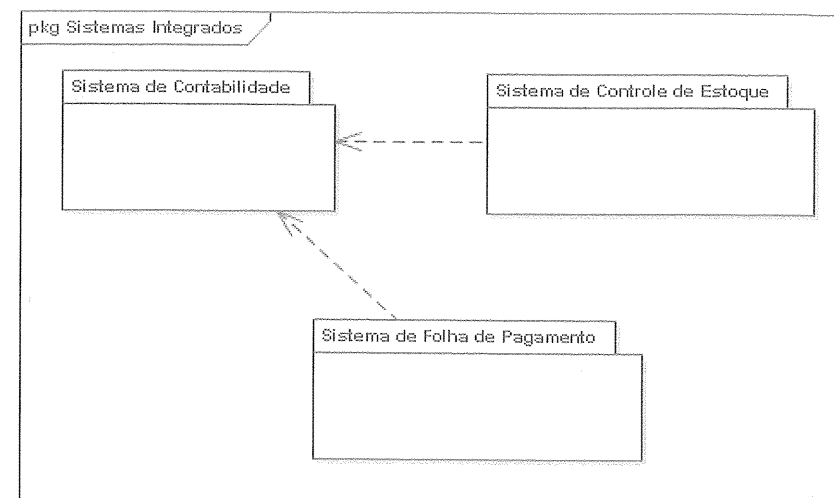 pkg Sistemas Integrados
Sistema de Contabilidade
Sistema de Controle de Estoque
Sistema de Folha de Pagamento